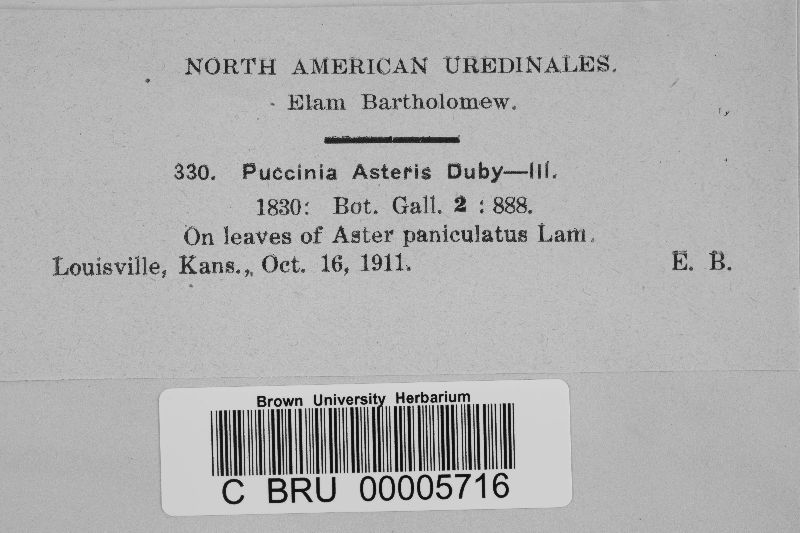 NORTH AMERICAN UREDINALES.
Elam Bartholomew.
330. Puccinia Asteris Duby—III.
1830: Bot. Gall. 2 : 888.
On leaves of Aster paniculatus Lam.
Louisville, Kans., Oct. 16, 1911. E. B.
Brown University Herbarium
C BRU 00005716